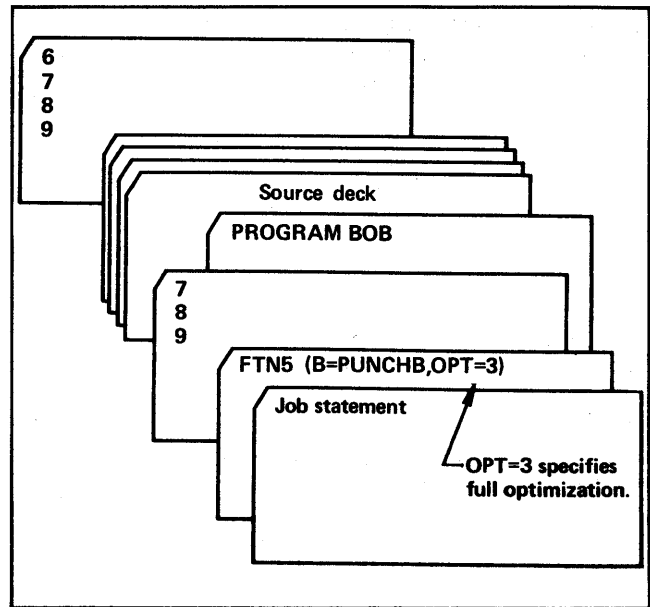 6
7
8
9
Source deck
PROGRAM BOB
7
8
9
FTN5 (B=PUNCHB,OPT=3)
Job statement
OPT=3 specifies
full optimization.